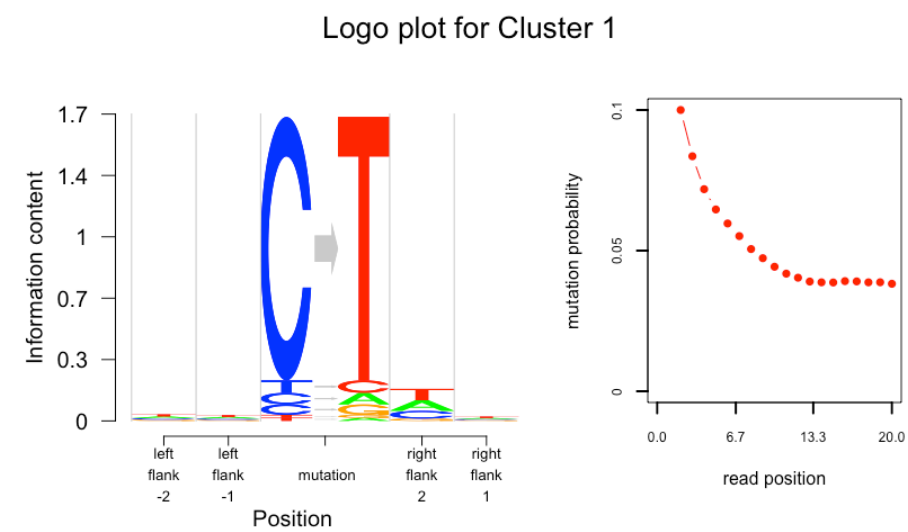 Logo plot for Cluster 1
Information content
1.7
1.4
1
0.7
0.3
0
C T
left flank -2
left flank -1
mutation
right flank 2
right flank 1
Position
mutation probability
0.1
0.05
0
0.0 6.7 13.3 20.0
read position